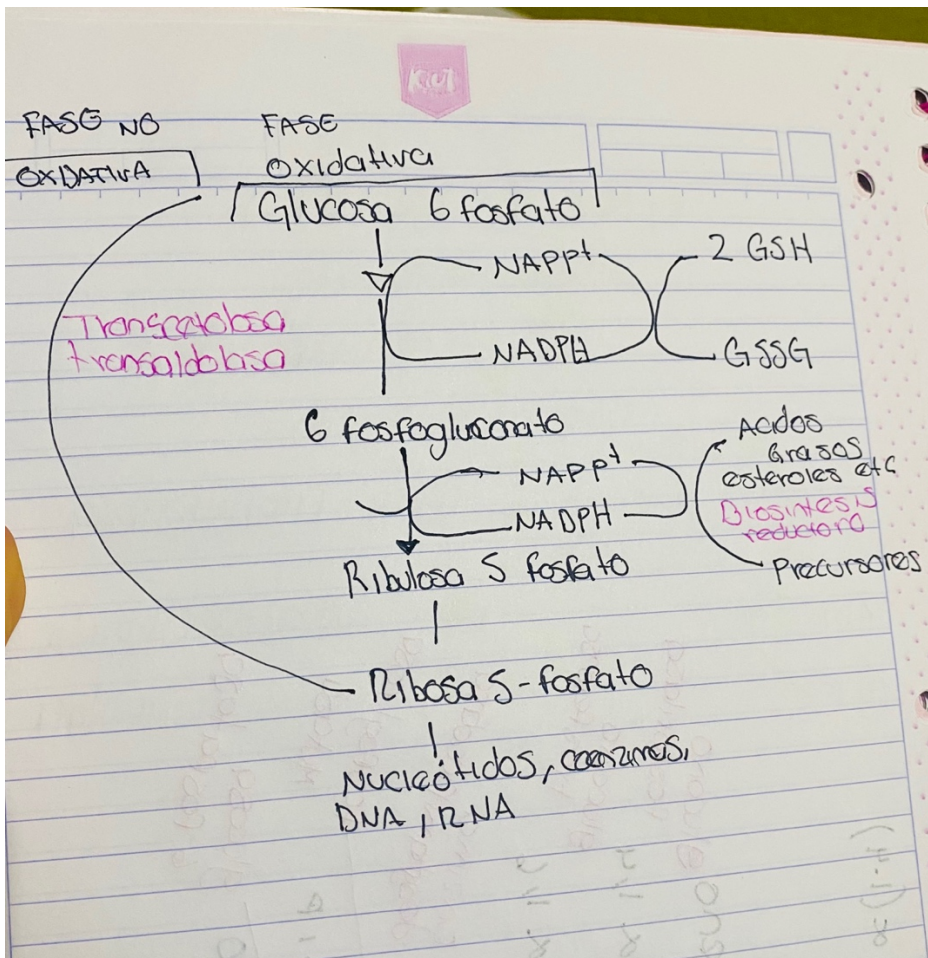 FASE NO
OXIDATIVA
FASE
Oxidativa
Glucosa 6 fosfato
NAPP+
2 GSH
Transcetolasa
transaldolasa
NADPH
GSSG
6 fosfogluconato
NAPP+
NADPH
Acidos
Grasos
esteroles etc
Biosintesis
reductora
Precursores
Ribulosa 5 fosfato
Ribosa 5-fosfato
Nucleótidos, coenzimas,
DNA, RNA